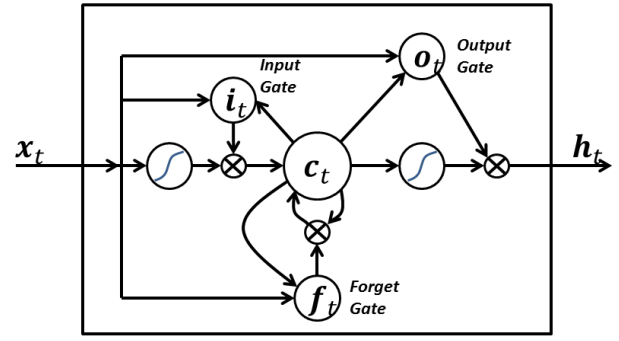 o_t
Output
Gate
Input
Gate
i_t
x_t
c_t
h_t
f_t
Forget
Gate